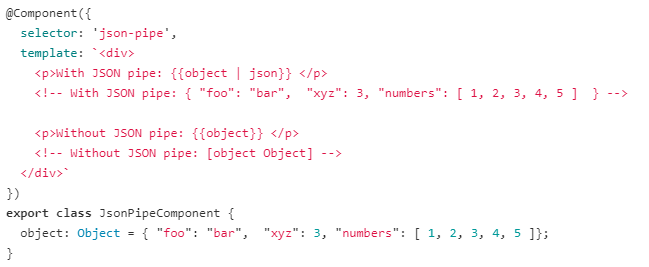 @Component({
  selector: 'json-pipe',
  template: `<div>
    <p>With JSON pipe: {{object | json}} </p>
    <!-- With JSON pipe: { "foo": "bar",  "xyz": 3, "numbers": [ 1, 2, 3, 4, 5 ]  } -->

    <p>Without JSON pipe: {{object}} </p>
    <!-- Without JSON pipe: [object Object] -->
  </div>`
})
export class JsonPipeComponent {
  object: Object = { "foo": "bar",  "xyz": 3, "numbers": [ 1, 2, 3, 4, 5 ]};
}